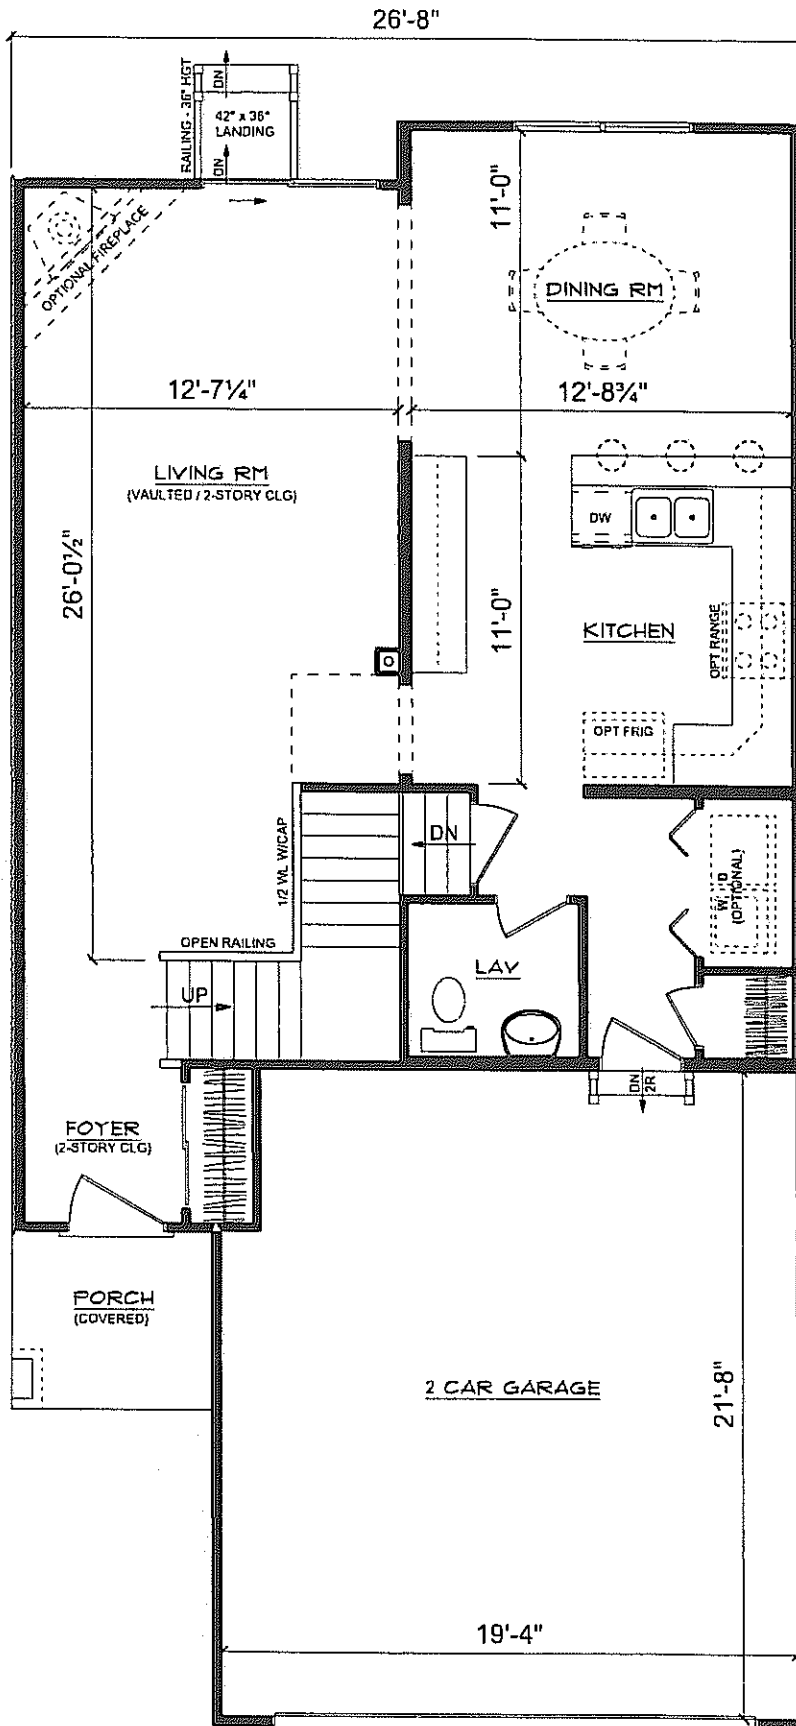 26'-8"
RAILING - 36" HGT
DN
42" x 36"
LANDING
DN
OPTIONAL FIREPLACE
11'-0"
DINING RM
12'-7¼"
12'-8¾"
LIVING RM
(VAULTED / 2-STORY CLG)
26'-0½"
DW
11'-0"
KITCHEN
OPT RANGE
OPT FRIG
1/2 WL W/CAP
DN
W D
(OPTIONAL)
OPEN RAILING
LAV
UP
DN
2R
FOYER
(2-STORY CLG)
PORCH
(COVERED)
2 CAR GARAGE
21'-8"
19'-4"